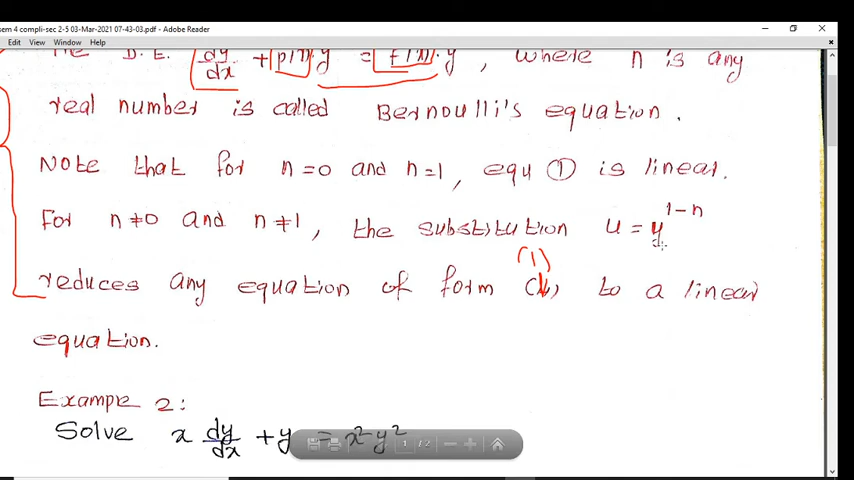 sem 4 compli-sec 2-5 03-Mar-2021 07-43-03.pdf - Adobe Reader
Edit View Window Help
The D.E. dy/dx + p(x).y = f(x).y, where n is any
real number is called Bernoulli's equation.
Note that for n=0 and n=1, equ ① is linear.
For n≠0 and n≠1, the substitution u = y^1-n
(1)
reduces any equation of form to a linear
equation.
Example 2:
Solve x dy/dx + y = x²y²
1 / 2